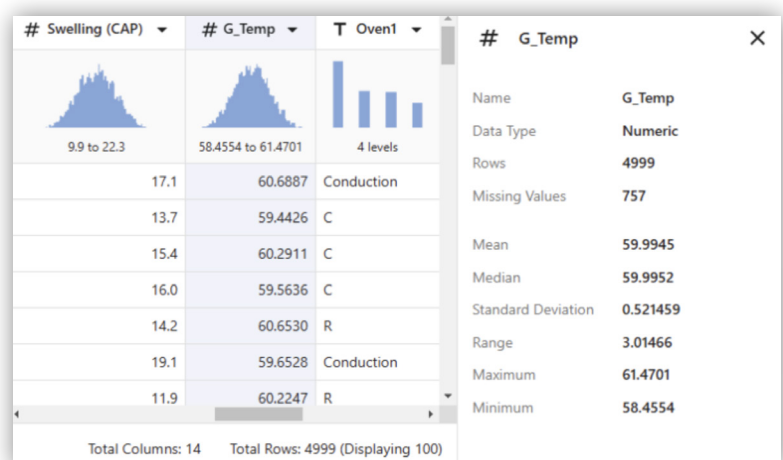 # Swelling (CAP) # G_Temp T Oven1
9.9 to 22.3 58.4554 to 61.4701 4 levels
17.1 60.6887 Conduction
13.7 59.4426 C
15.4 60.2911 C
16.0 59.5636 C
14.2 60.6530 R
19.1 59.6528 Conduction
11.9 60.2247 R
Total Columns: 14 Total Rows: 4999 (Displaying 100)
# G_Temp
Name G_Temp
Data Type Numeric
Rows 4999
Missing Values 757
Mean 59.9945
Median 59.9952
Standard Deviation 0.521459
Range 3.01466
Maximum 61.4701
Minimum 58.4554